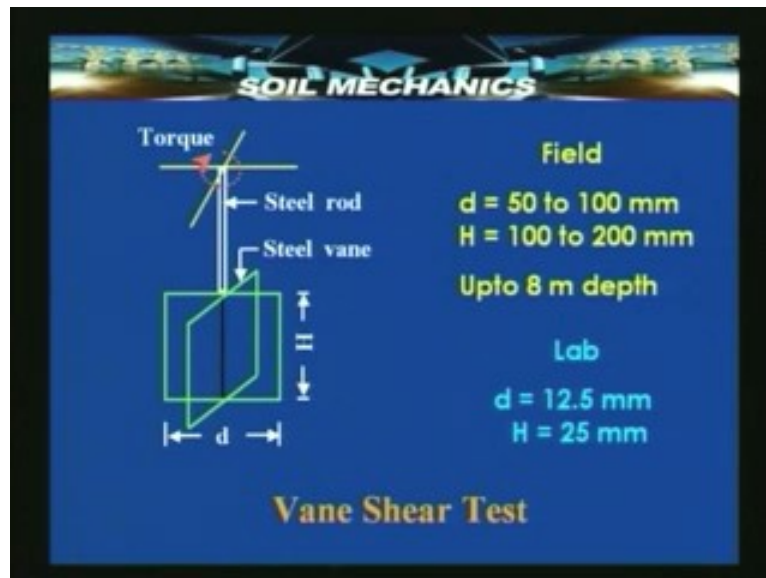 SOIL MECHANICS
Torque
Steel rod
Steel vane
H
d
Field
d = 50 to 100 mm
H = 100 to 200 mm
Upto 8 m depth
Lab
d = 12.5 mm
H = 25 mm
Vane Shear Test